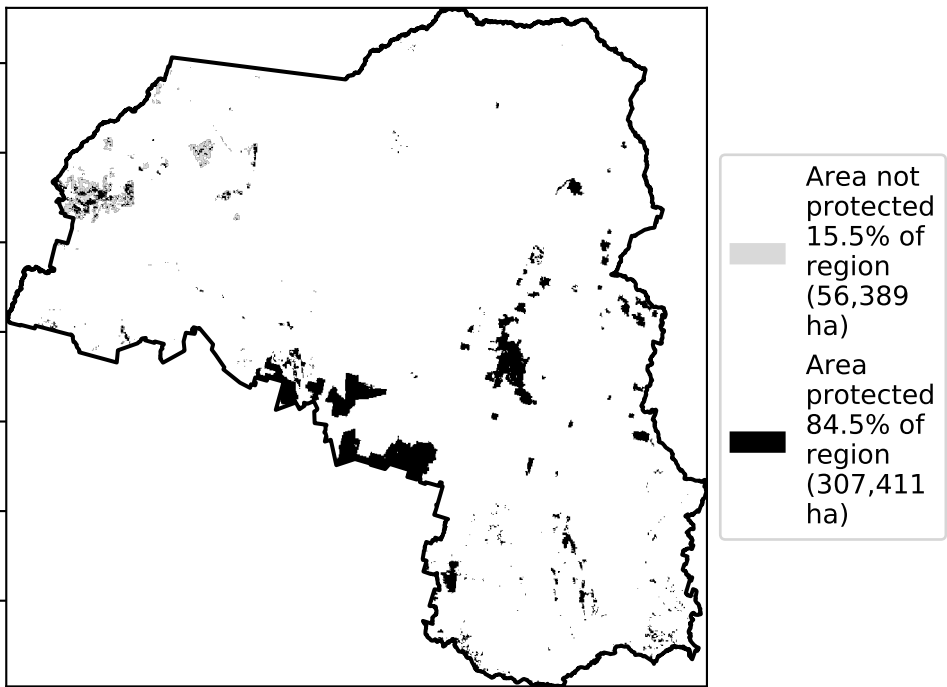 Area not
protected
15.5% of
region
(56,389
ha)
Area
protected
84.5% of
region
(307,411
ha)